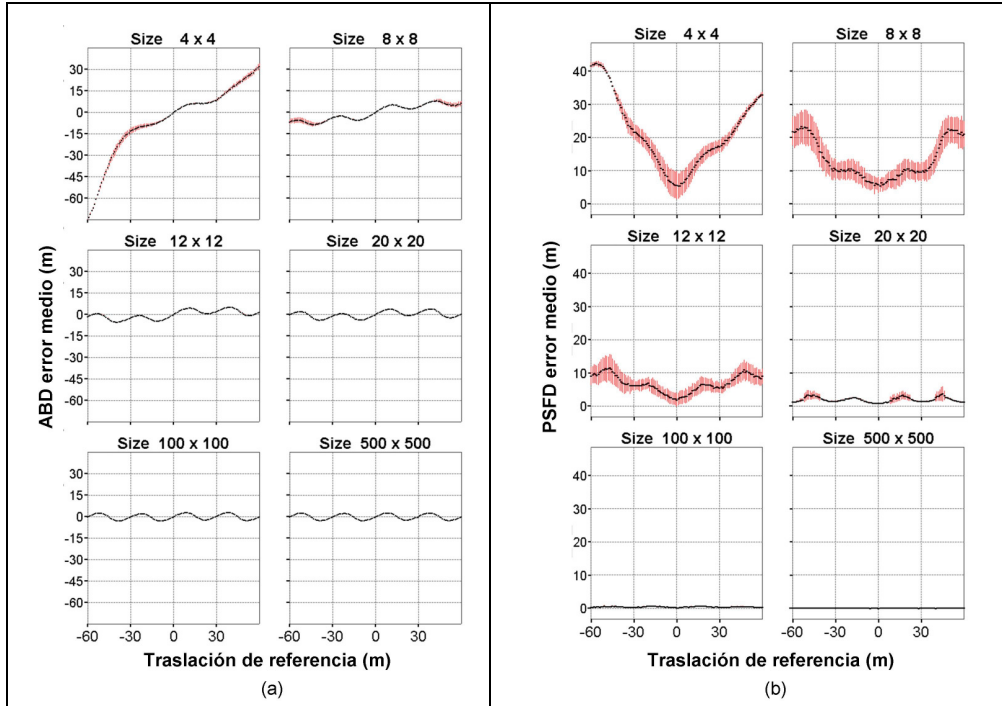 Size 4 x 4
Size 8 x 8
30
15
0
-15
-30
-45
-60
Size 12 x 12
Size 20 x 20
30
15
0
-15
-30
-45
-60
Size 100 x 100
Size 500 x 500
30
15
0
-15
-30
-45
-60
-60 -30 0 30 -60 -30 0 30
ABD error medio (m)
Traslación de referencia (m)
(a)
Size 4 x 4
Size 8 x 8
40
30
20
10
0
Size 12 x 12
Size 20 x 20
40
30
20
10
0
Size 100 x 100
Size 500 x 500
40
30
20
10
0
-60 -30 0 30 -60 -30 0 30
PSFD error medio (m)
Traslación de referencia (m)
(b)